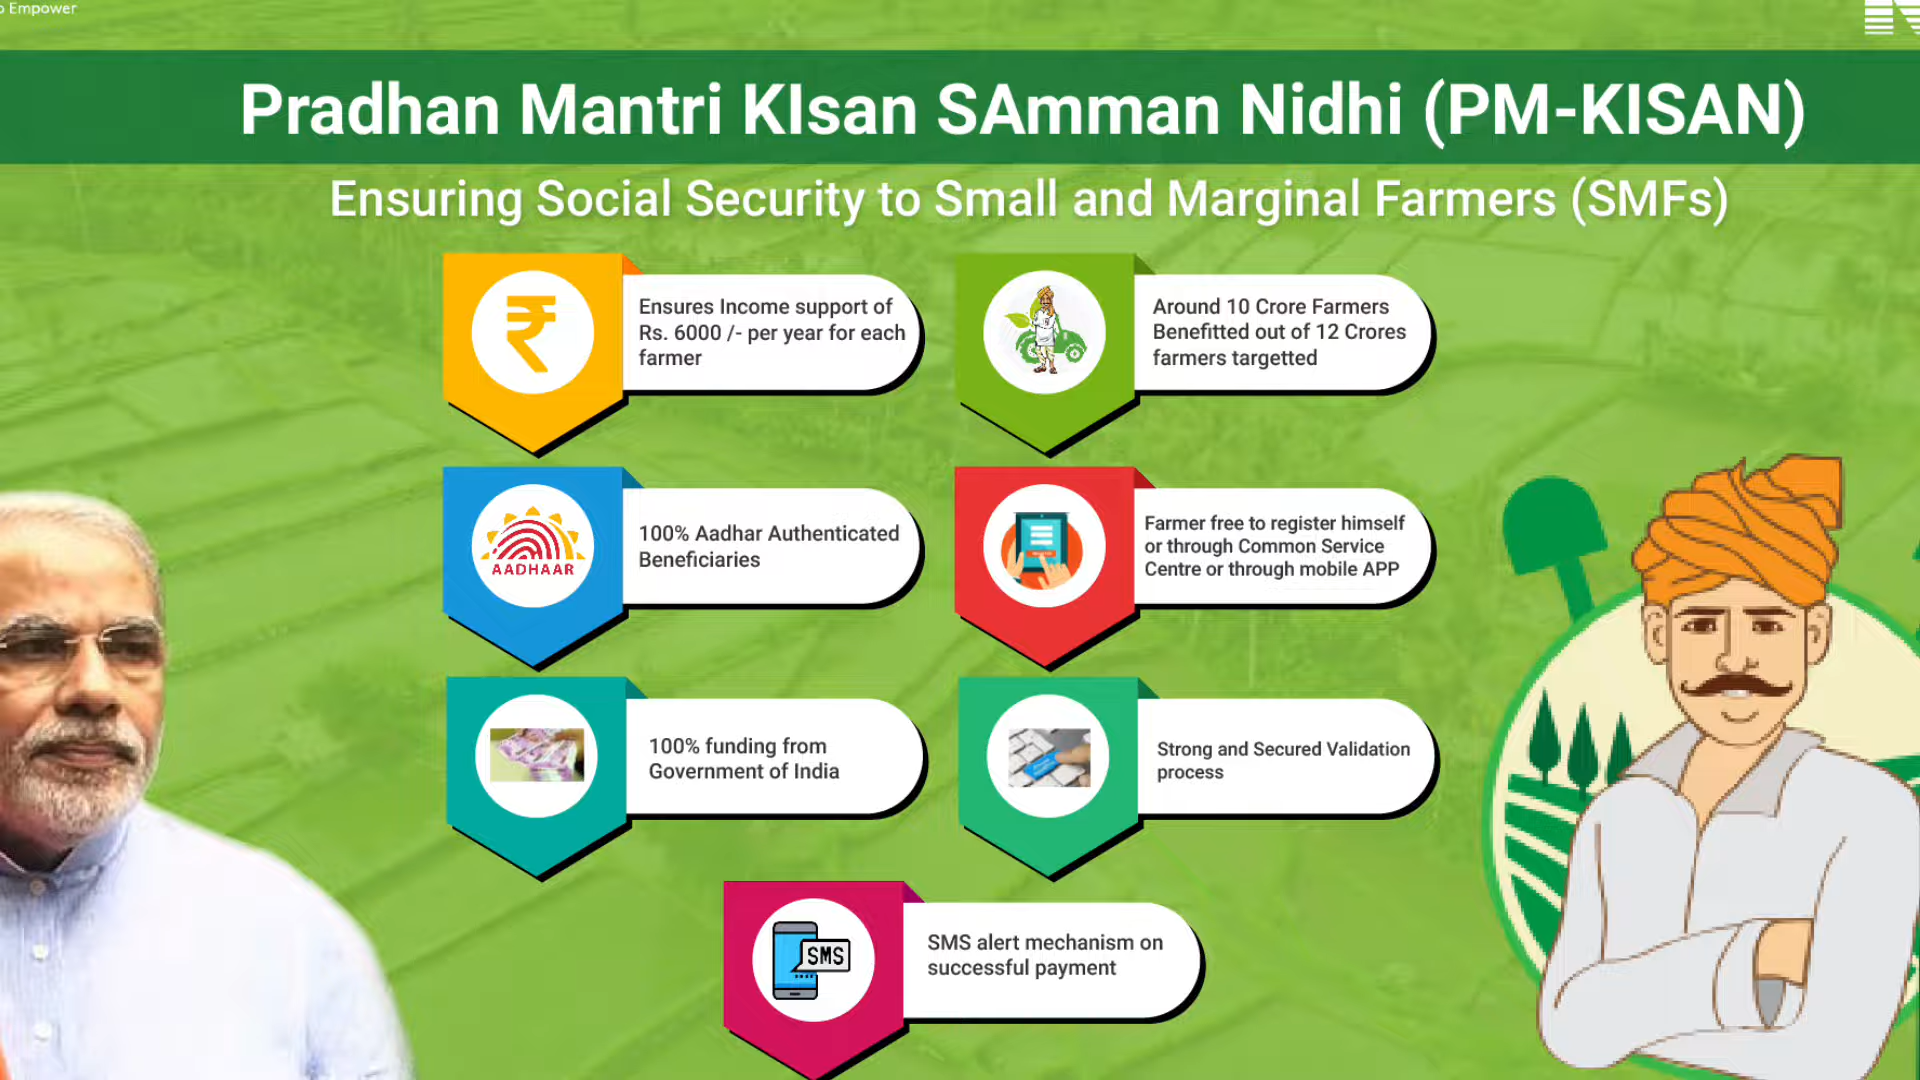 Empower
Pradhan Mantri KIsan SAmman Nidhi (PM-KISAN)
Ensuring Social Security to Small and Marginal Farmers (SMFs)
Ensures Income support of
Rs. 6000 /- per year for each
farmer
Around 10 Crore Farmers
Benefitted out of 12 Crores
farmers targetted
AADHAAR
100% Aadhar Authenticated
Beneficiaries
Farmer free to register himself
or through Common Service
Centre or through mobile APP
100% funding from
Government of India
Strong and Secured Validation
process
SMS
SMS alert mechanism on
successful payment